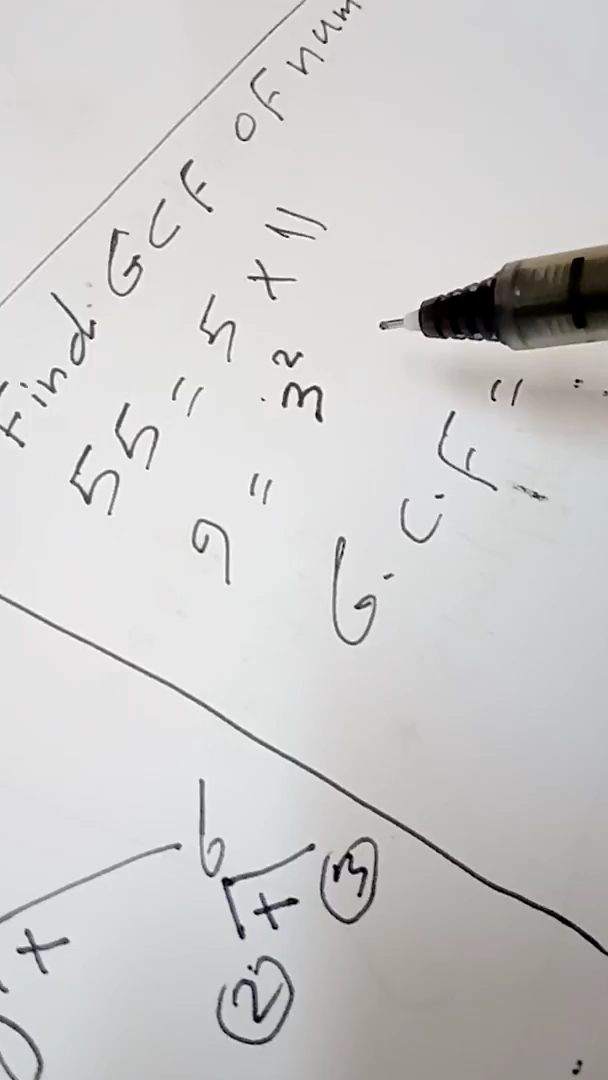 Find. GCF OF num
55 = 5 x 11
9 = 3²
G.C.F =
6
x
2 x 3